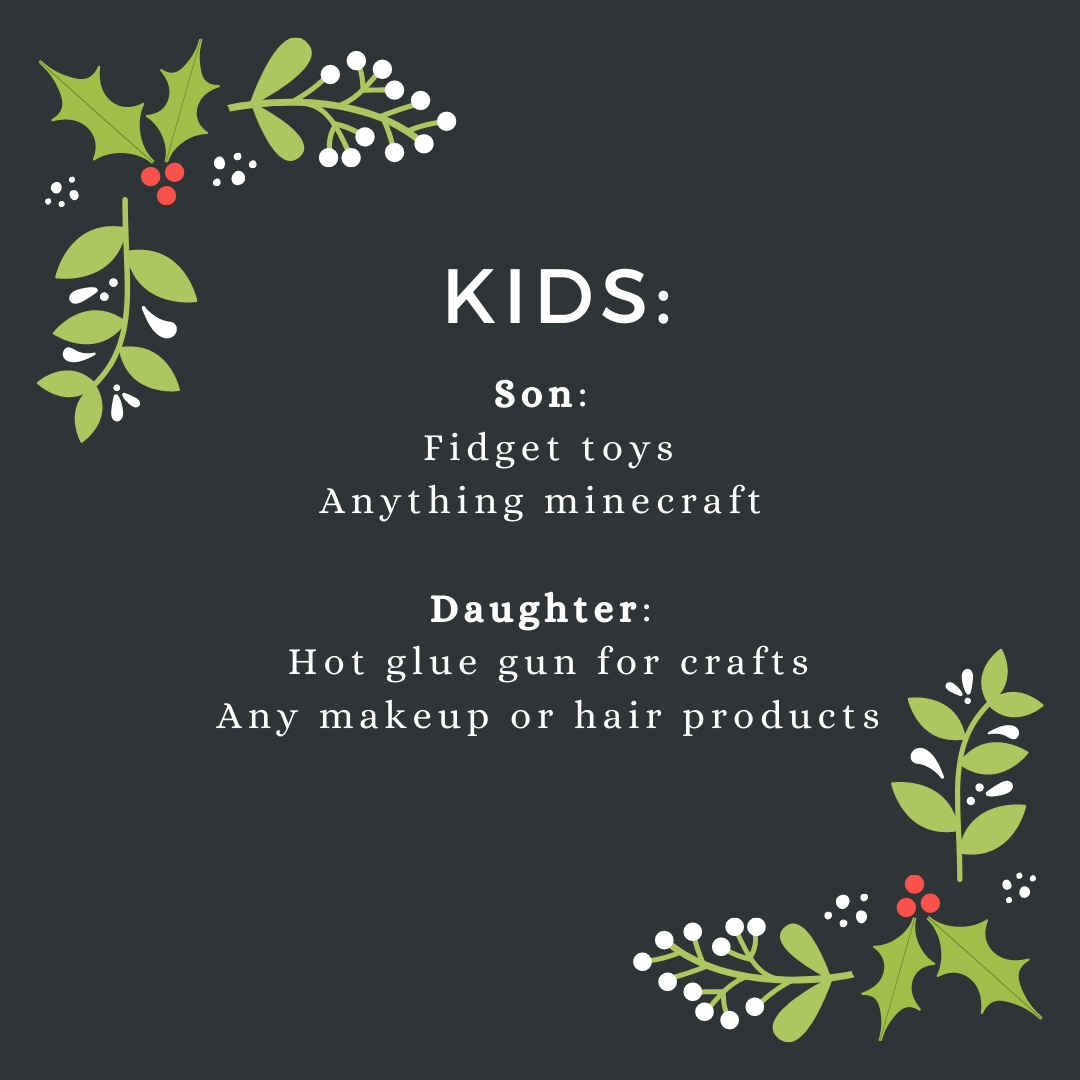 KIDS:
Son:
Fidget toys
Anything minecraft
Daughter:
Hot glue gun for crafts
Any makeup or hair products